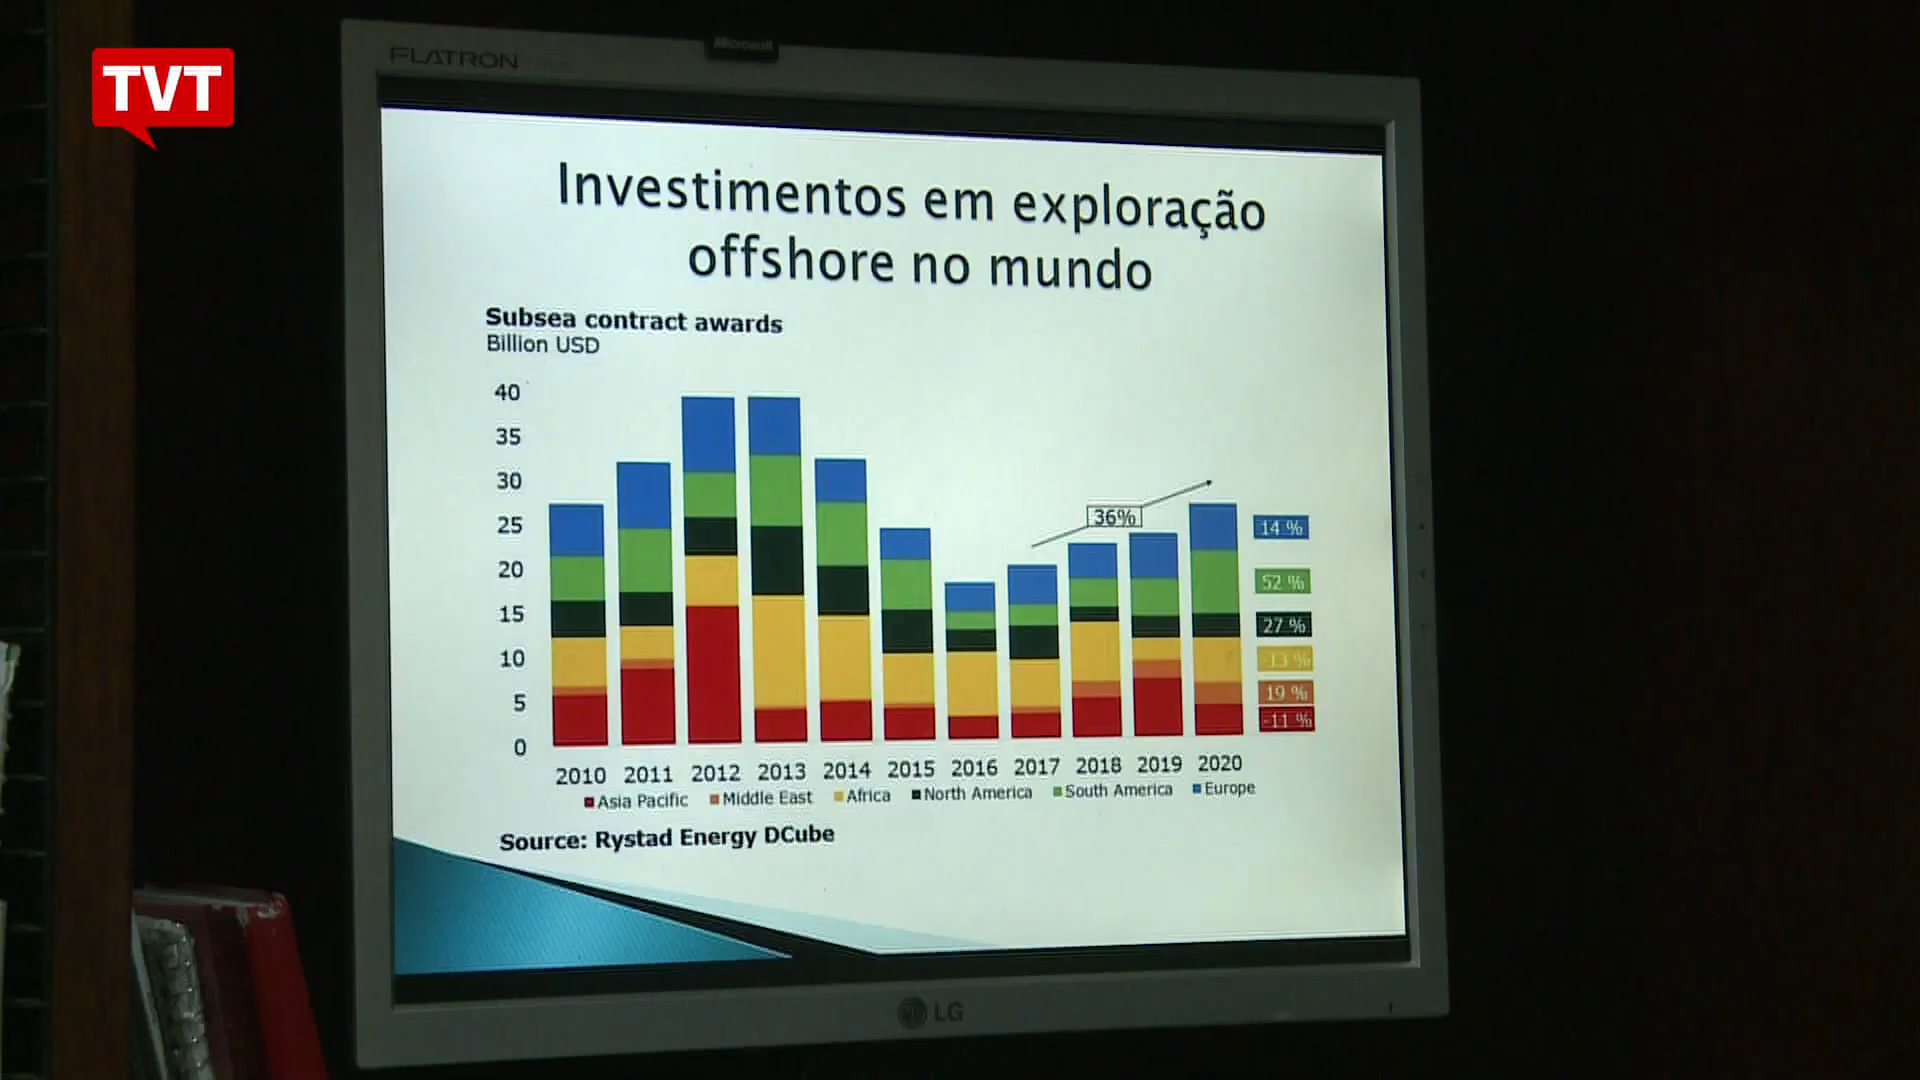 TVT
FLATRON
Microsoft
Investimentos em exploração
offshore no mundo
Subsea contract awards
Billion USD
40
35
30
25
20
15
10
5
0
36%
14 %
52 %
27 %
-13 %
19 %
-11 %
2010 2011 2012 2013 2014 2015 2016 2017 2018 2019 2020
Asia Pacific Middle East Africa North America South America Europe
Source: Rystad Energy DCube
LG